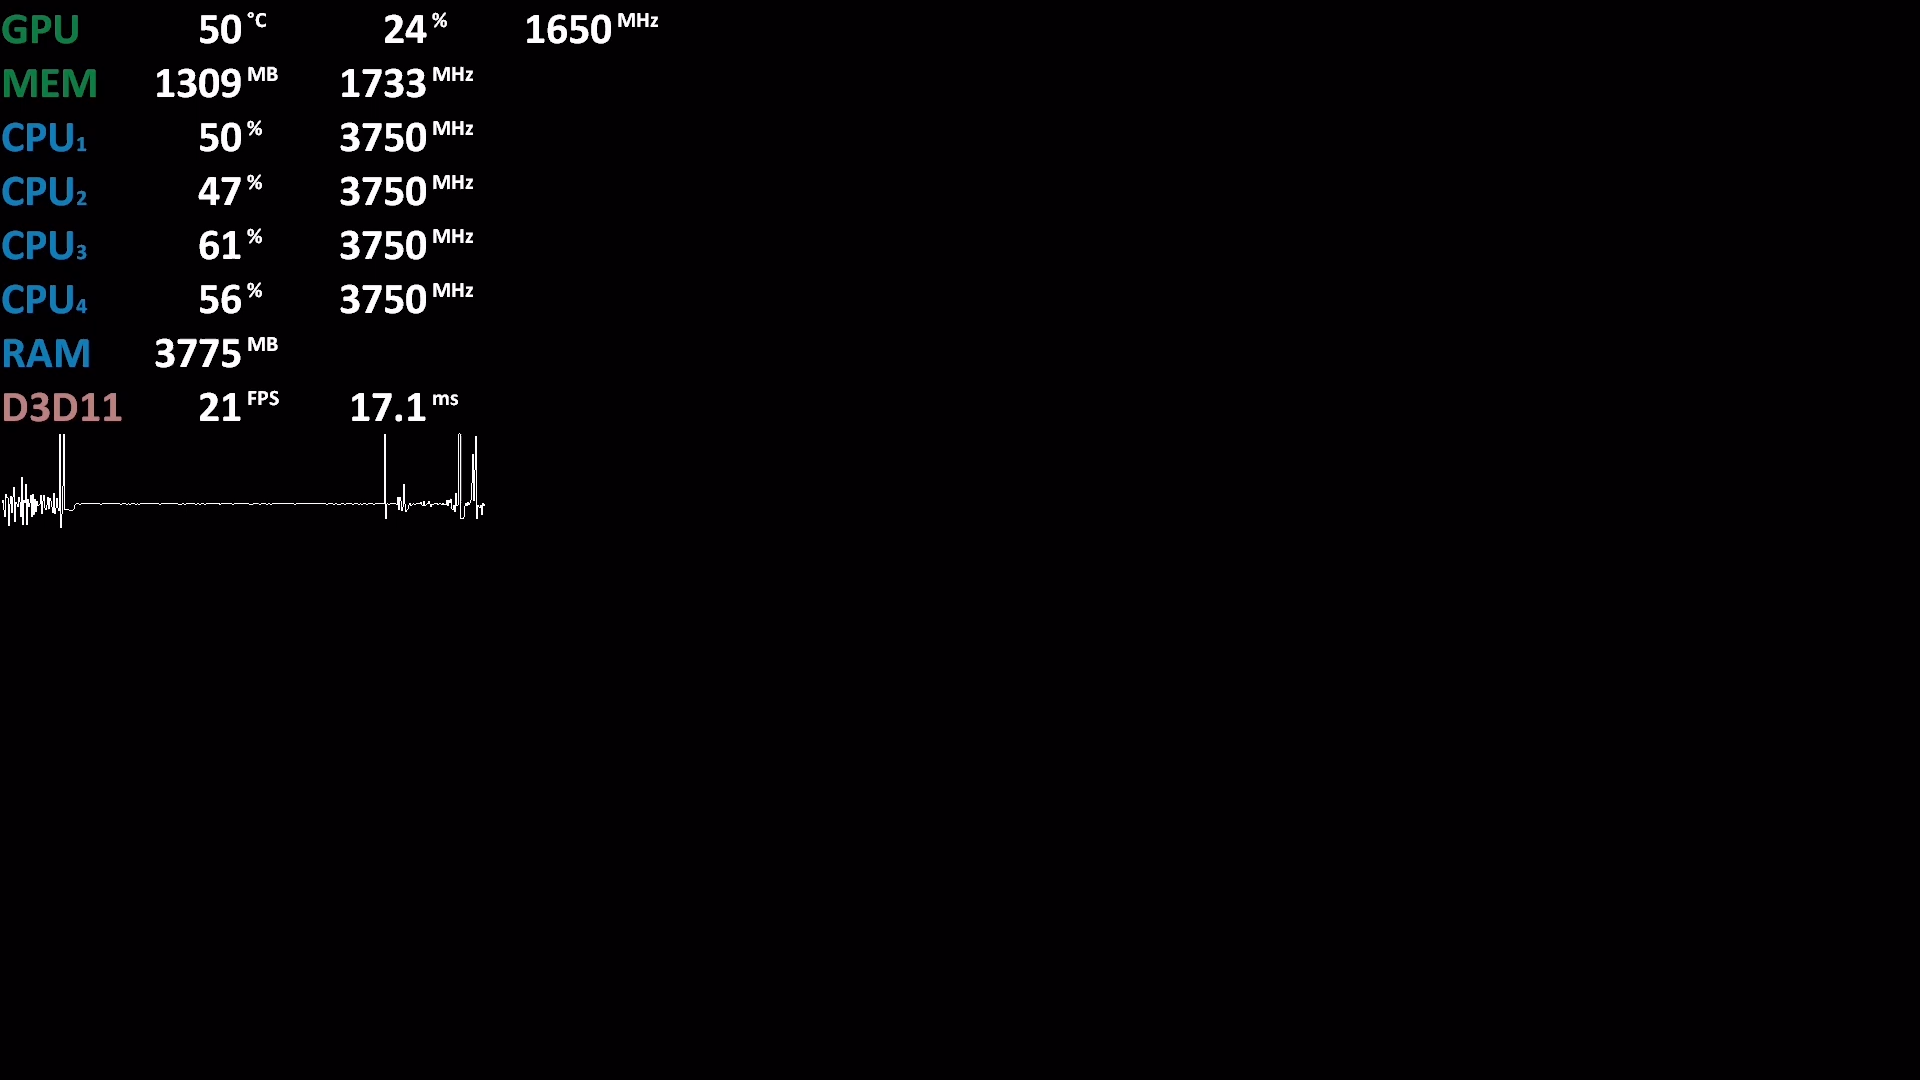 GPU 50 °C 24 % 1650 MHz
MEM 1309 MB 1733 MHz
CPU1 50 % 3750 MHz
CPU2 47 % 3750 MHz
CPU3 61 % 3750 MHz
CPU4 56 % 3750 MHz
RAM 3775 MB
D3D11 21 FPS 17.1 ms